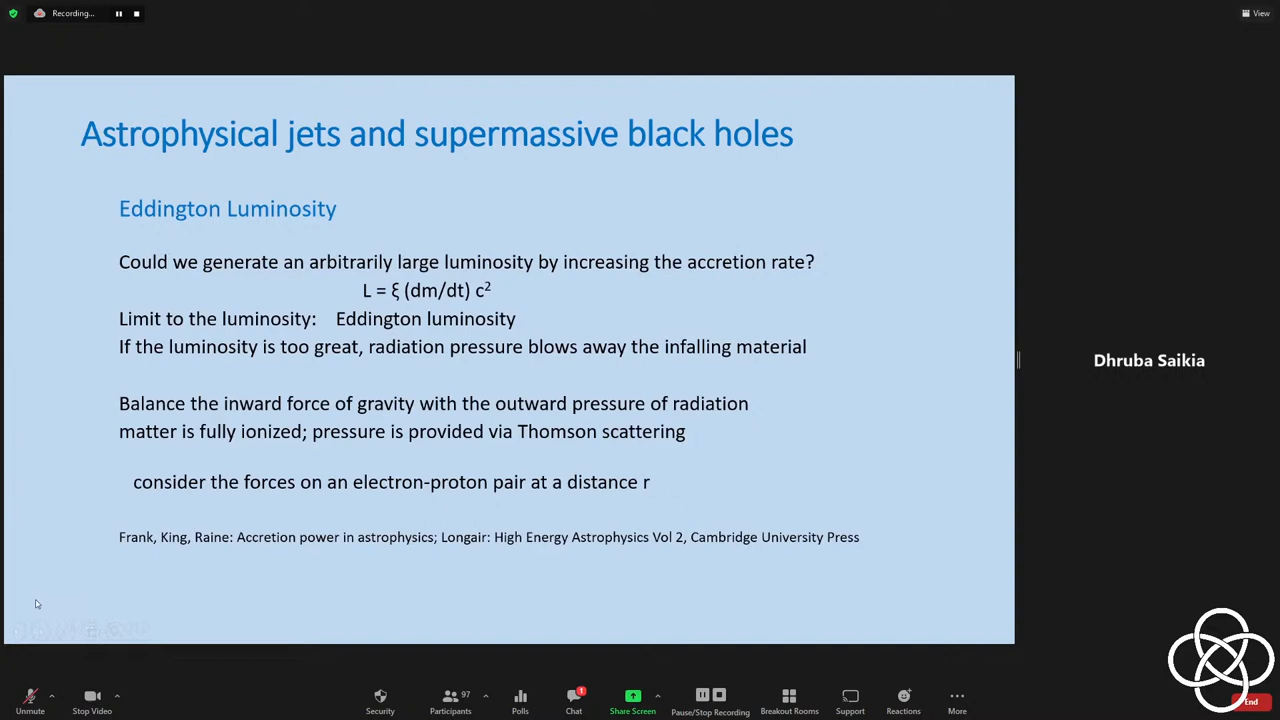 Recording...
View
Astrophysical jets and supermassive black holes
Eddington Luminosity
Could we generate an arbitrarily large luminosity by increasing the accretion rate?
L = ξ (dm/dt) c²
Limit to the luminosity: Eddington luminosity
If the luminosity is too great, radiation pressure blows away the infalling material
Balance the inward force of gravity with the outward pressure of radiation
matter is fully ionized; pressure is provided via Thomson scattering
consider the forces on an electron-proton pair at a distance r
Frank, King, Raine: Accretion power in astrophysics; Longair: High Energy Astrophysics Vol 2, Cambridge University Press
Dhruba Saikia
97
1
Unmute
Stop Video
Security
Participants
Polls
Chat
Share Screen
Pause/Stop Recording
Breakout Rooms
Support
Reactions
More
End